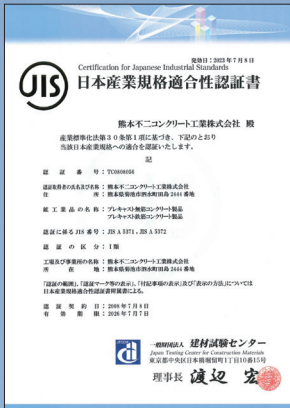 発効日：2023年7月8日
Certification for Japanese Industrial Standards
JIS
日本産業規格適合性認証書
熊本不二コンクリート工業株式会社 殿
産業標準化法第３０条第１項に基づき、下記のとおり
当該日本産業規格への適合を認証いたします。
記
認証番号：TC0808056
認証取得者の氏名及び名称：熊本不二コンクリート工業株式会社
住所：熊本県菊池市泗水町田島 2444 番地
鉱工業品の名称：プレキャスト無筋コンクリート製品
プレキャスト鉄筋コンクリート製品
認証に係る JIS 番号：JIS A 5371, JIS A 5372
認証の区分：Ⅰ類
工場及び事業所の名称：熊本不二コンクリート工業株式会社
所在地：熊本県菊池市泗水町田島 2444 番地
「認証の範囲」、「認証マーク等の表示」、「付記事項の表示」及び「表示の方法」については
日本産業規格適合性認証書附属書による。
認証契約日：2008年7月8日
有効期限：2026年7月7日
一般財団法人 建材試験センター
Japan Testing Center for Construction Materials
東京都中央区日本橋堀留町1丁目10番15号
理事長 渡辺 宏